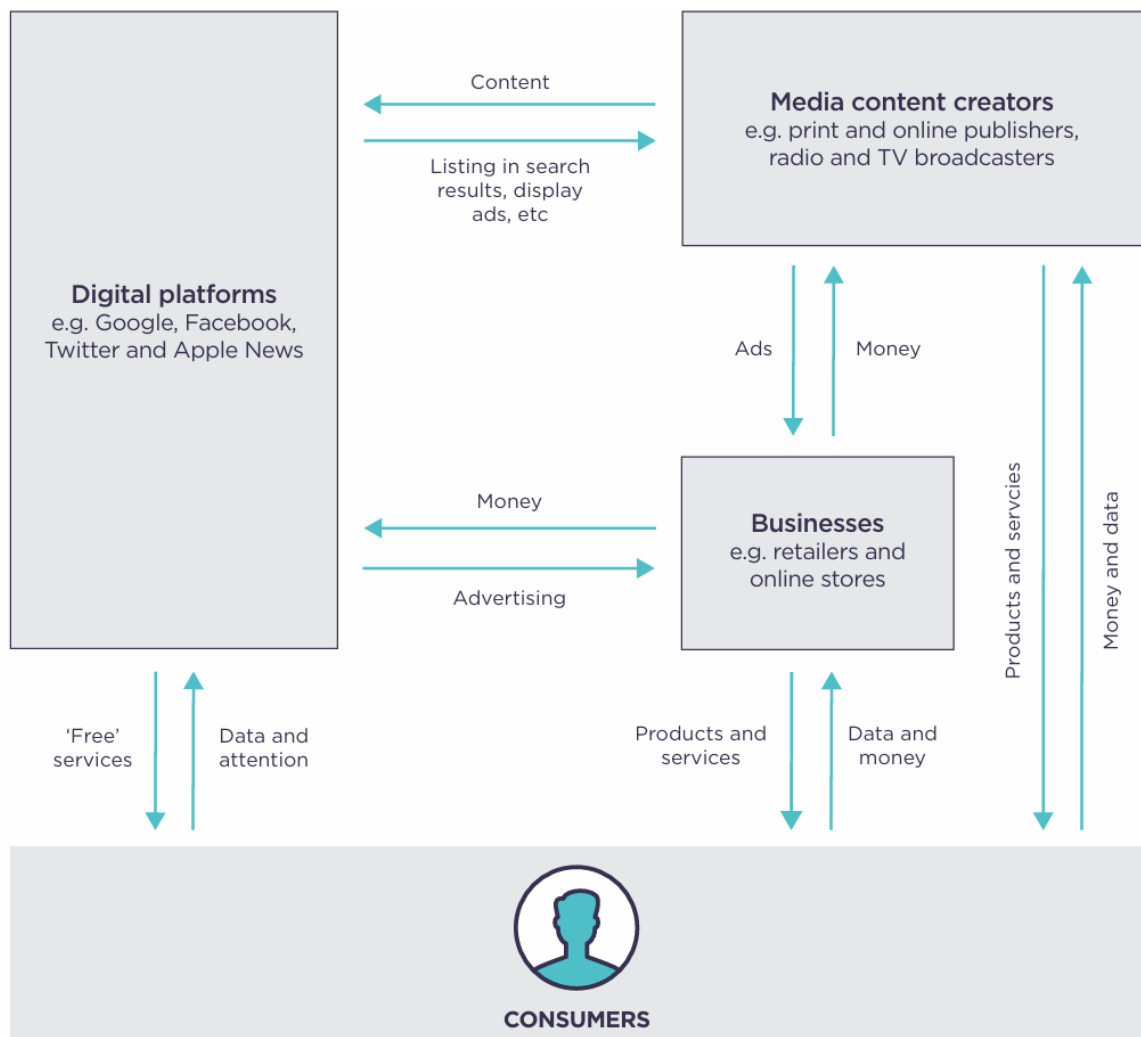 Content
Listing in search
results, display
ads, etc
Media content creators
e.g. print and online publishers,
radio and TV broadcasters
Digital platforms
e.g. Google, Facebook,
Twitter and Apple News
Ads
Money
Money
Advertising
Businesses
e.g. retailers and
online stores
Products and servcies
Money and data
‘Free’
services
Data and
attention
Products and
services
Data and
money
CONSUMERS